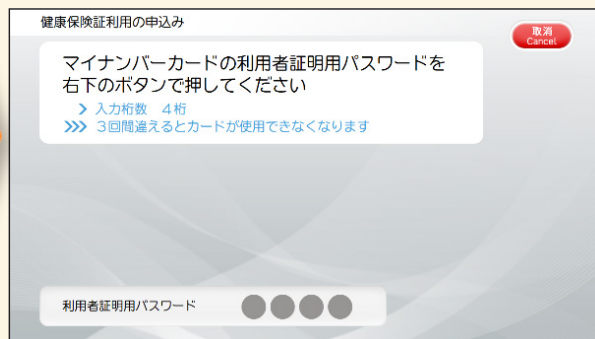 健康保険証利用の申込み
取消
Cancel
マイナンバーカードの利用者証明用パスワードを
右下のボタンで押してください
> 入力桁数 4桁
>>> 3回間違えるとカードが使用できなくなります
利用者証明用パスワード